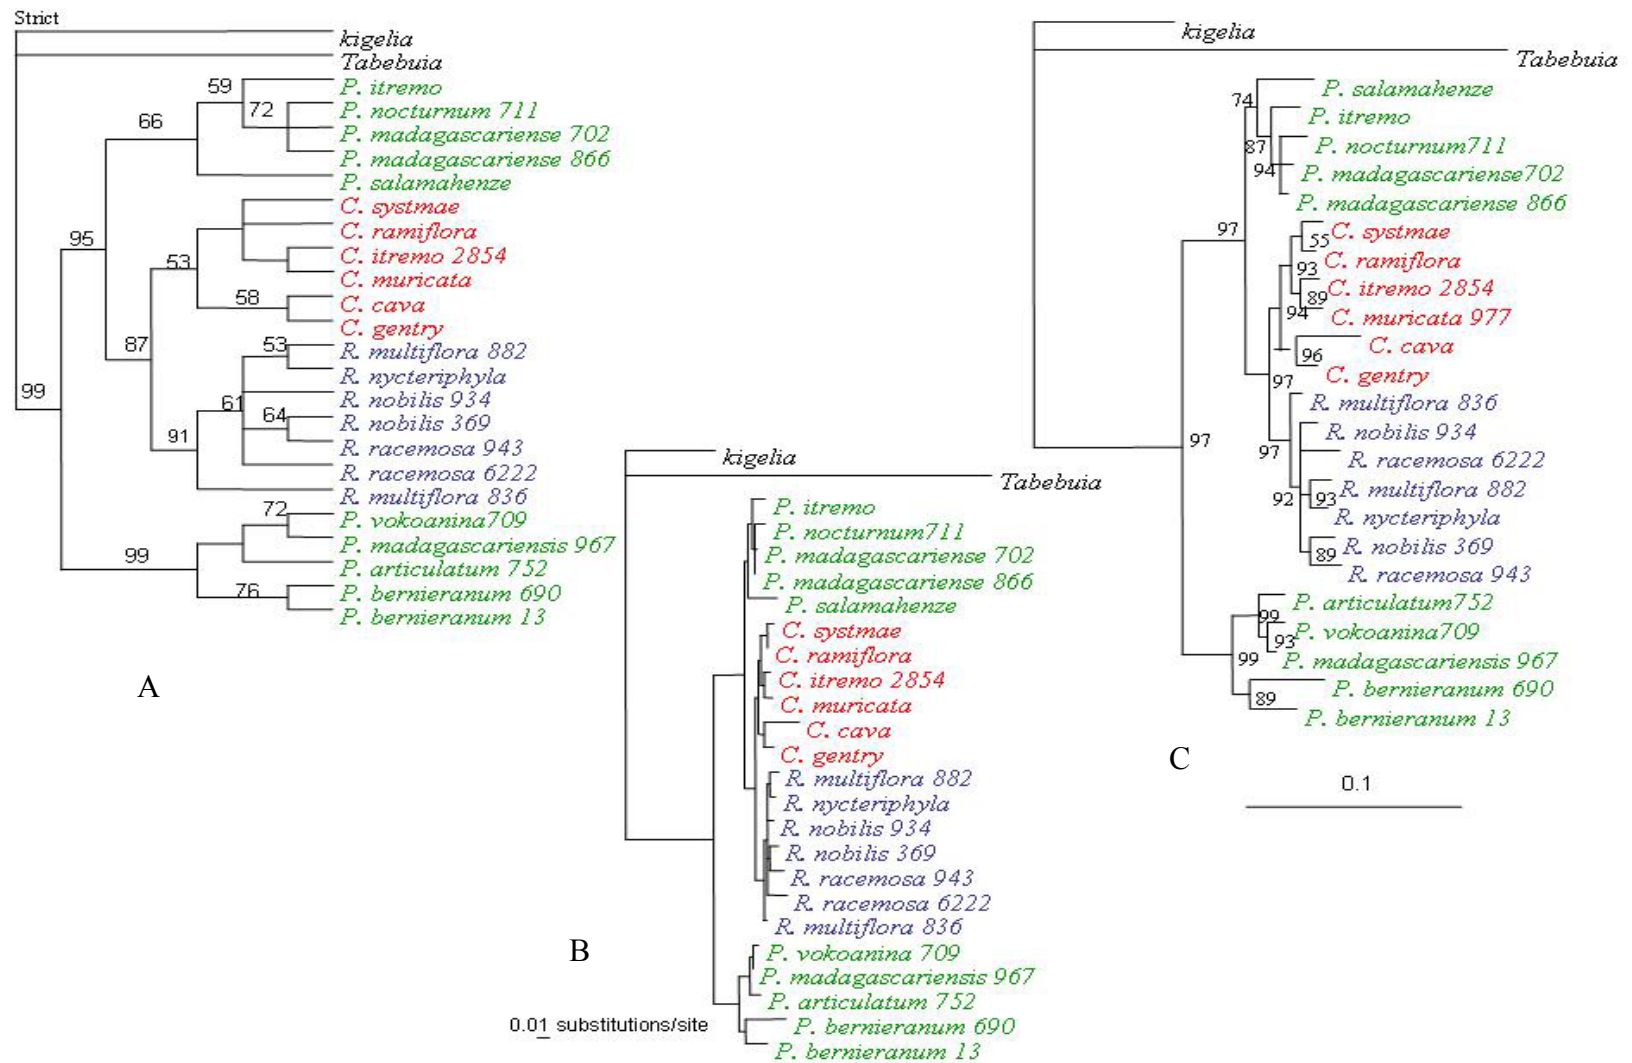 Strict
kigelia
Tabebuia
59
P. itremo
72
P. nocturnum 711
66
P. madagascariense 702
P. madagascariense 866
P. salamahenze
C. systmae
95
C. ramiflora
53
C. itremo 2854
C. muricata
58
C. cava
C. gentry
87
53
R. multiflora 882
R. nycteriphyla
99
61
R. nobilis 934
64
R. nobilis 369
91
R. racemosa 943
R. racemosa 6222
R. multiflora 836
72
P. vokoanina709
P. madagascariensis 967
99
P. articulatum 752
76
P. bernieranum 690
P. bernieranum 13
A
kigelia
Tabebuia
P. itremo
P. nocturnum711
P. madagascariense 702
P. madagascariense 866
P. salamahenze
C. systmae
C. ramiflora
C. itremo 2854
C. muricata
C. cava
C. gentry
R. multiflora 882
R. nycteriphyla
R. nobilis 934
R. nobilis 369
R. racemosa 943
R. racemosa 6222
R. multiflora 836
P. vokoanina 709
P. madagascariensis 967
P. articulatum 752
P. bernieranum 690
P. bernieranum 13
B
0.01 substitutions/site
kigelia
Tabebuia
P. salamahenze
74
P. itremo
87
P. nocturnum711
94
P. madagascariense702
P. madagascariense 866
97
C. systmae
55
C. ramiflora
93
C. itremo 2854
89
94
C. muricata 977
C. cava
96
C. gentry
97
R. multiflora 836
R. nobilis 934
97
97
R. racemosa 6222
R. multiflora 882
92
93
R. nycteriphyla
R. nobilis 369
89
R. racemosa 943
P. articulatum752
99
P. vokoanina709
93
99
P. madagascariensis 967
P. bernieranum 690
89
P. bernieranum 13
C
0.1